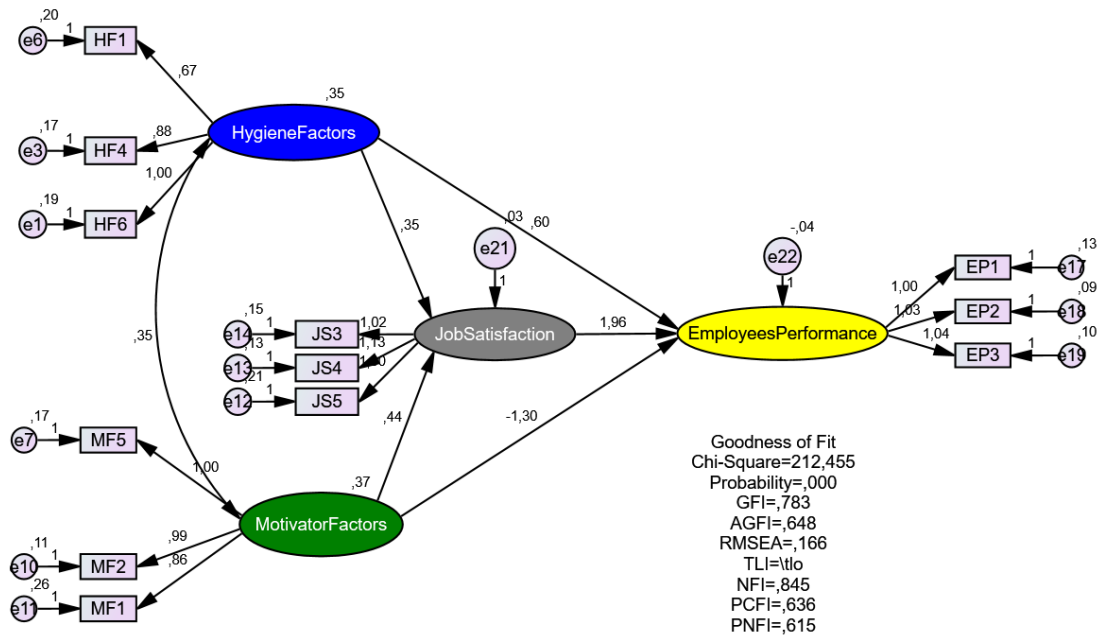 ,20
e6 1 HF1
,67
,35
HygieneFactors
,17
e3 1 HF4
,88
1,00
,19
e1 1 HF6
,35
,03
,60
e21
1
-,04
e22
1
,13
EP1 1 e17
1,00
,09
EP2 1 e18
1,03
,10
EP3 1 e19
1,04
,15
e14 1 JS3
1,02
JobSatisfaction
1,96
EmployeesPerformance
,13
e13 1 JS4
1,13
,21
e12 1 JS5
,35
,44
-1,30
,17
e7 1 MF5
1,00
,37
MotivatorFactors
,11
e10 1 MF2
,99
,26
e11 1 MF1
,86
Goodness of Fit
Chi-Square=212,455
Probability=,000
GFI=,783
AGFI=,648
RMSEA=,166
TLI=\tlo
NFI=,845
PCFI=,636
PNFI=,615